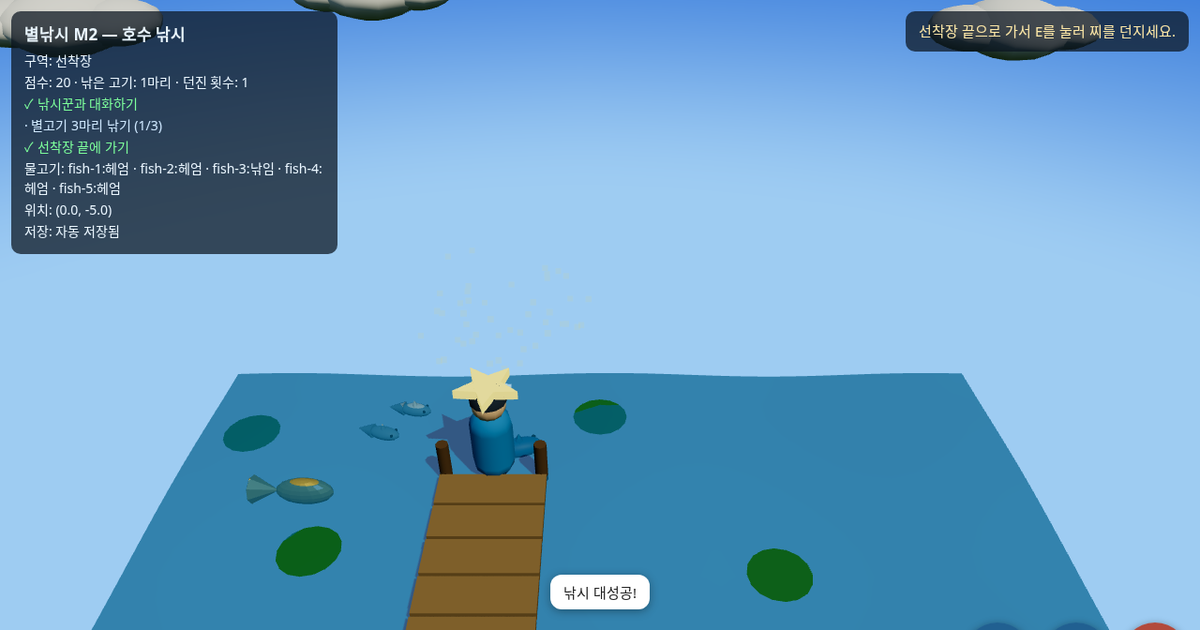 별낚시 M2 — 호수 낚시
구역: 선착장
점수: 20 · 낚은 고기: 1마리 · 던진 횟수: 1
✓ 낚시꾼과 대화하기
· 별고기 3마리 낚기 (1/3)
✓ 선착장 끝에 가기
물고기: fish-1:헤엄 · fish-2:헤엄 · fish-3:낚임 · fish-4:
헤엄 · fish-5:헤엄
위치: (0.0, -5.0)
저장: 자동 저장됨
선착장 끝으로 가서 E를 눌러 찌를 던지세요.
낚시 대성공!